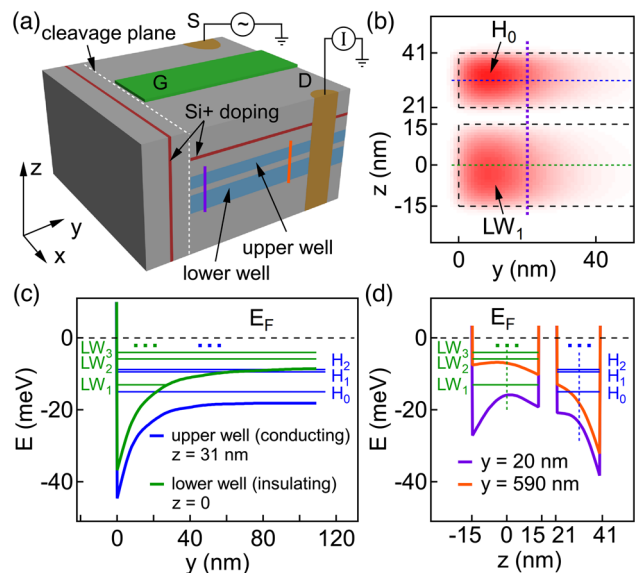 (a)
S
~
cleavage plane
I
G
D
Si+ doping
z
y
x
upper well
lower well
(b)
H0
41
21
15
0
-15
z (nm)
LW1
0
20
40
y (nm)
(c)
EF
0
LW3
LW2
LW1
H2
H1
H0
-20
-40
E (meV)
upper well (conducting)
z = 31 nm
lower well (insulating)
z = 0
0
40
80
120
y (nm)
(d)
EF
0
LW3
LW2
LW1
H2
H1
H0
-20
-40
E (meV)
y = 20 nm
y = 590 nm
-15
0
15
21
41
z (nm)